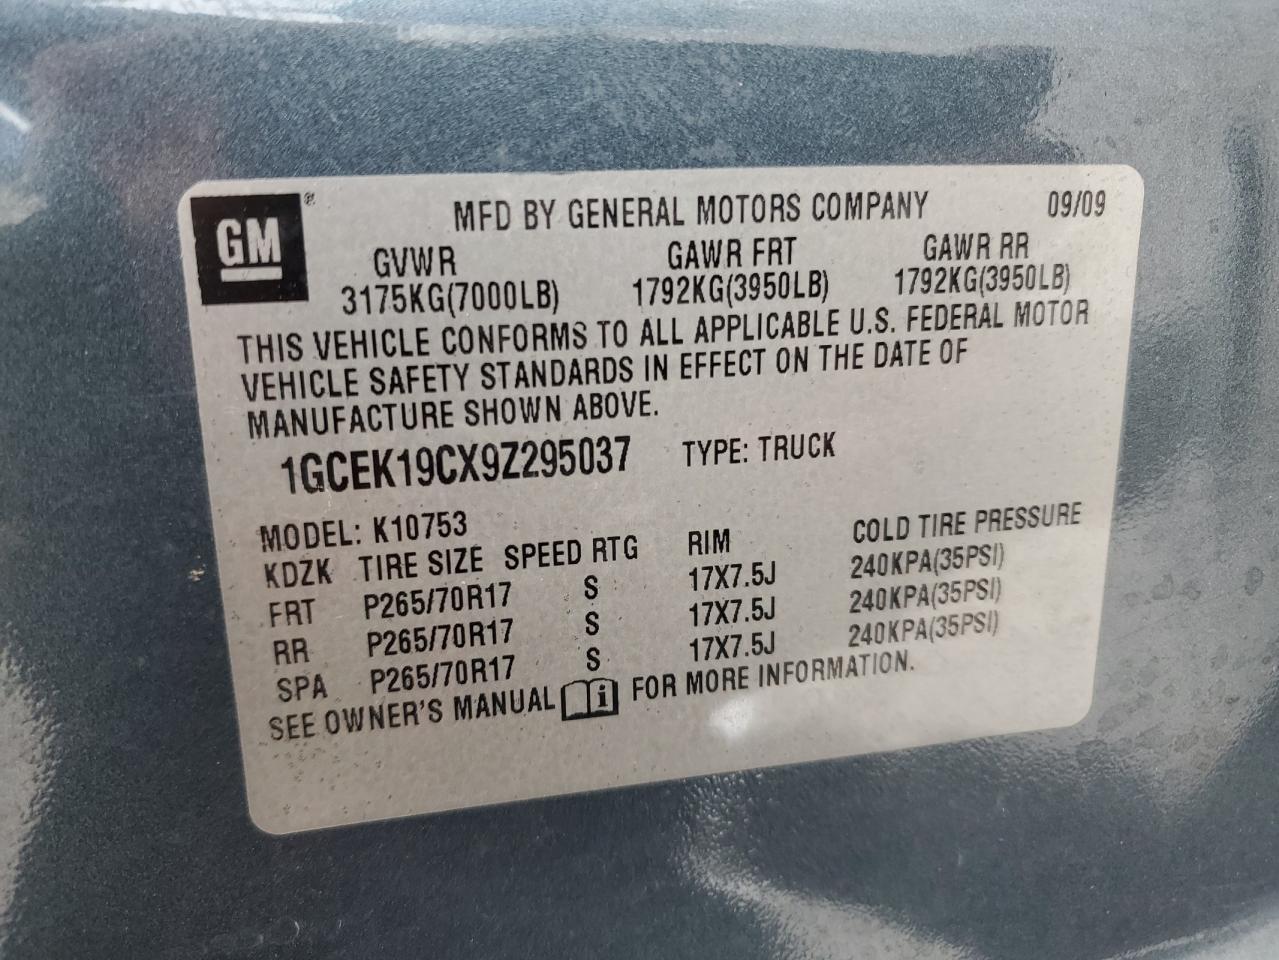 GM®
MFD BY GENERAL MOTORS COMPANY 09/09
GVWR GAWR FRT GAWR RR
3175KG(7000LB) 1792KG(3950LB) 1792KG(3950LB)
THIS VEHICLE CONFORMS TO ALL APPLICABLE U.S. FEDERAL MOTOR
VEHICLE SAFETY STANDARDS IN EFFECT ON THE DATE OF
MANUFACTURE SHOWN ABOVE.
1GCEK19CX9Z295037 TYPE: TRUCK
MODEL: K10753
KDZK TIRE SIZE SPEED RTG RIM COLD TIRE PRESSURE
FRT P265/70R17 S 17X7.5J 240KPA(35PSI)
RR P265/70R17 S 17X7.5J 240KPA(35PSI)
SPA P265/70R17 S 17X7.5J 240KPA(35PSI)
SEE OWNER'S MANUAL i FOR MORE INFORMATION.